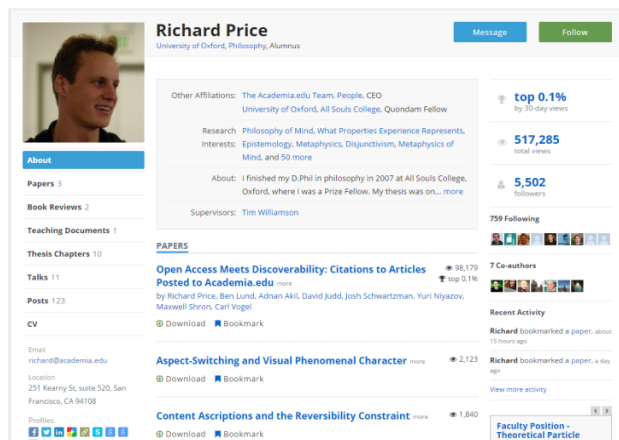 Richard Price
University of Oxford, Philosophy, Alumnus
Message
Follow
About
Papers 3
Book Reviews 2
Teaching Documents 1
Thesis Chapters 10
Talks 11
Posts 123
CV
Email
richard@academia.edu
Location
251 Kearny St, suite 520, San
Francisco, CA 94108
Profiles
Other Affiliations: The Academia.edu Team, People, CEO
University of Oxford, All Souls College, Quondam Fellow
Research Interests: Philosophy of Mind, What Properties Experience Represents,
Epistemology, Metaphysics, Disjunctivism, Metaphysics of
Mind, and 50 more
About: I finished my D.Phil in philosophy in 2007 at All Souls College,
Oxford, where I was a Prize Fellow. My thesis was on... more
Supervisors: Tim Williamson
PAPERS
Open Access Meets Discoverability: Citations to Articles
Posted to Academia.edu more
98,179
top 0.1%
by Richard Price, Ben Lund, Adnan Akil, David Judd, Josh Schwartzman, Yuri Niyazov,
Maxwell Shron, Carl Vogel
Download Bookmark
Aspect-Switching and Visual Phenomenal Character more 2,123
Download Bookmark
Content Ascriptions and the Reversibility Constraint more 1,840
Download Bookmark
top 0.1%
by 30-day views
517,285
total views
5,502
followers
759 Following
7 Co-authors
Recent Activity
Richard bookmarked a paper. about
15 hours ago
Richard bookmarked a paper. a day
ago
View more activity
Faculty Position -
Theoretical Particle